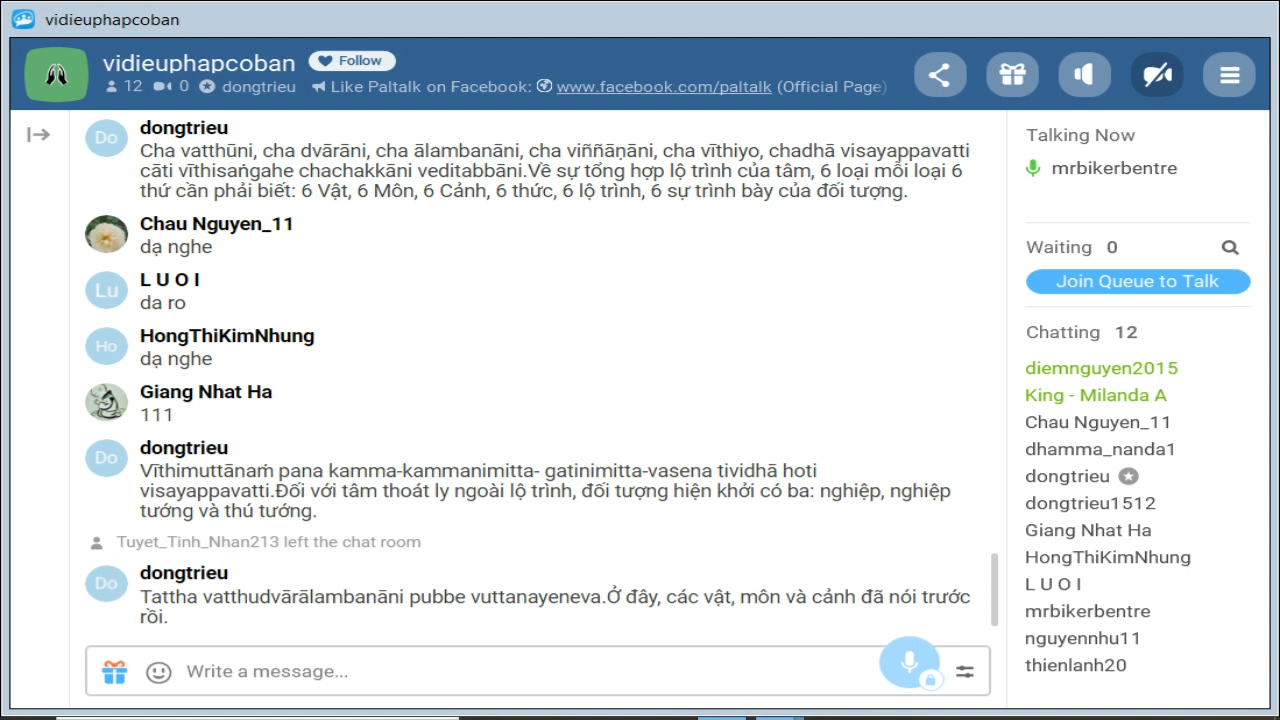 vidieuphapcoban
vidieuphapcoban
Follow
12 0 dongtrieu Like Paltalk on Facebook: www.facebook.com/paltalk (Official Page)
Do
dongtrieu
Cha vatthūni, cha dvārāni, cha ālambanāni, cha viññāṇāni, cha vīthiyo, chadhā visayappavatti
cāti vīthisaṅgahe chachakkāni veditabbāni.Về sự tổng hợp lộ trình của tâm, 6 loại mỗi loại 6
thứ cần phải biết: 6 Vật, 6 Môn, 6 Cảnh, 6 thức, 6 lộ trình, 6 sự trình bày của đối tượng.
Chau Nguyen_11
dạ nghe
Lu
L U O I
da ro
Ho
HongThiKimNhung
dạ nghe
Giang Nhat Ha
111
Do
dongtrieu
Vīthimuttānaṁ pana kamma-kammanimitta- gatinimitta-vasena tividhā hoti
visayappavatti.Đối với tâm thoát ly ngoài lộ trình, đối tượng hiện khởi có ba: nghiệp, nghiệp
tướng và thú tướng.
Tuyet_Tinh_Nhan213 left the chat room
Do
dongtrieu
Tattha vatthudvārālambanāni pubbe vuttanayeneva.Ở đây, các vật, môn và cảnh đã nói trước
rồi.
Write a message...
Talking Now
mrbikerbentre
Waiting 0
Join Queue to Talk
Chatting 12
diemnguyen2015
King - Milanda A
Chau Nguyen_11
dhamma_nanda1
dongtrieu
dongtrieu1512
Giang Nhat Ha
HongThiKimNhung
L U O I
mrbikerbentre
nguyennhu11
thienlanh20